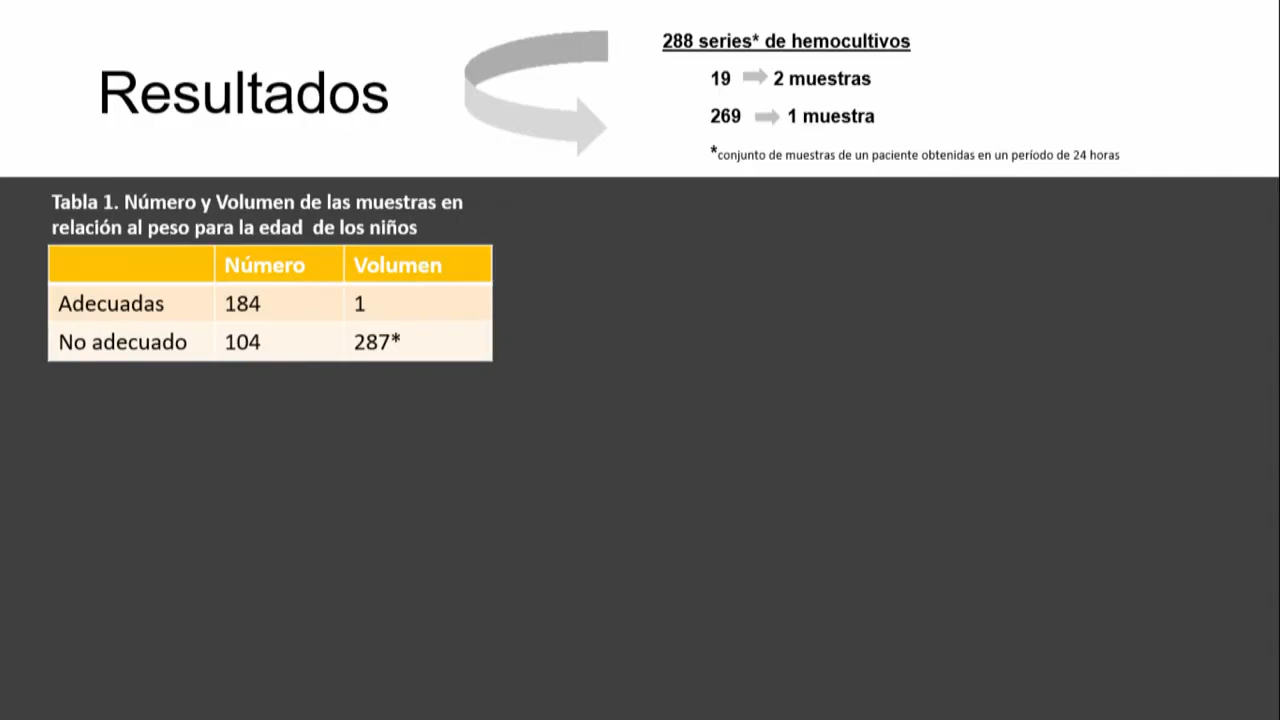 Resultados
288 series* de hemocultivos
19 2 muestras
269 1 muestra
*conjunto de muestras de un paciente obtenidas en un período de 24 horas
Tabla 1. Número y Volumen de las muestras en
relación al peso para la edad de los niños
Número Volumen
Adecuadas 184 1
No adecuado 104 287*